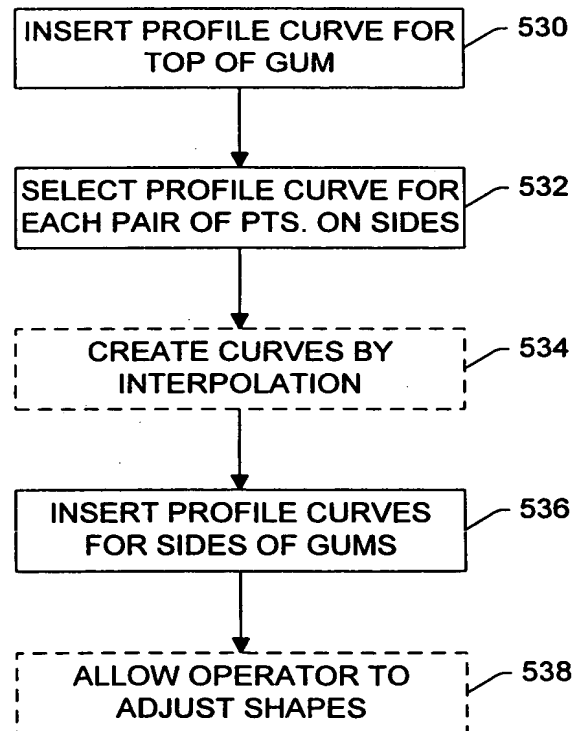 INSERT PROFILE CURVE FOR
TOP OF GUM
530
SELECT PROFILE CURVE FOR
EACH PAIR OF PTS. ON SIDES
532
CREATE CURVES BY
INTERPOLATION
534
INSERT PROFILE CURVES
FOR SIDES OF GUMS
536
ALLOW OPERATOR TO
ADJUST SHAPES
538